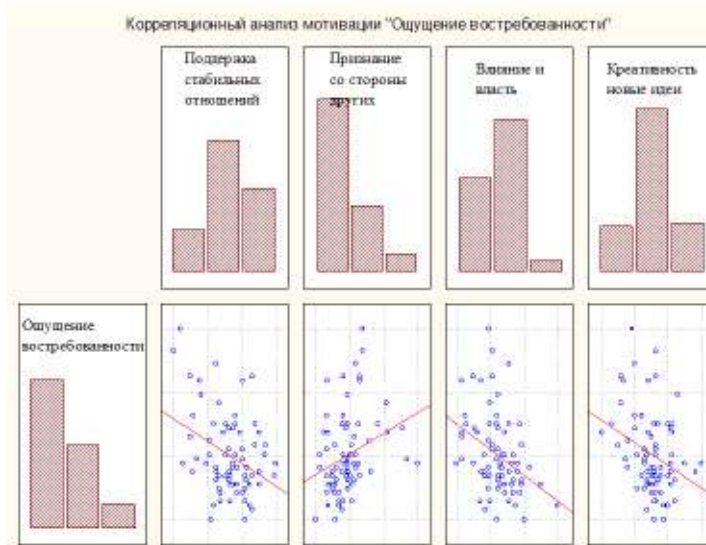 Корреляционный анализ мотивации "Ощущение востребованности"
Поддержка
стабильных
отношений
Признание
со стороны
других
Влияние и
власть
Креативность
новые идеи
Ощущение
востребованности